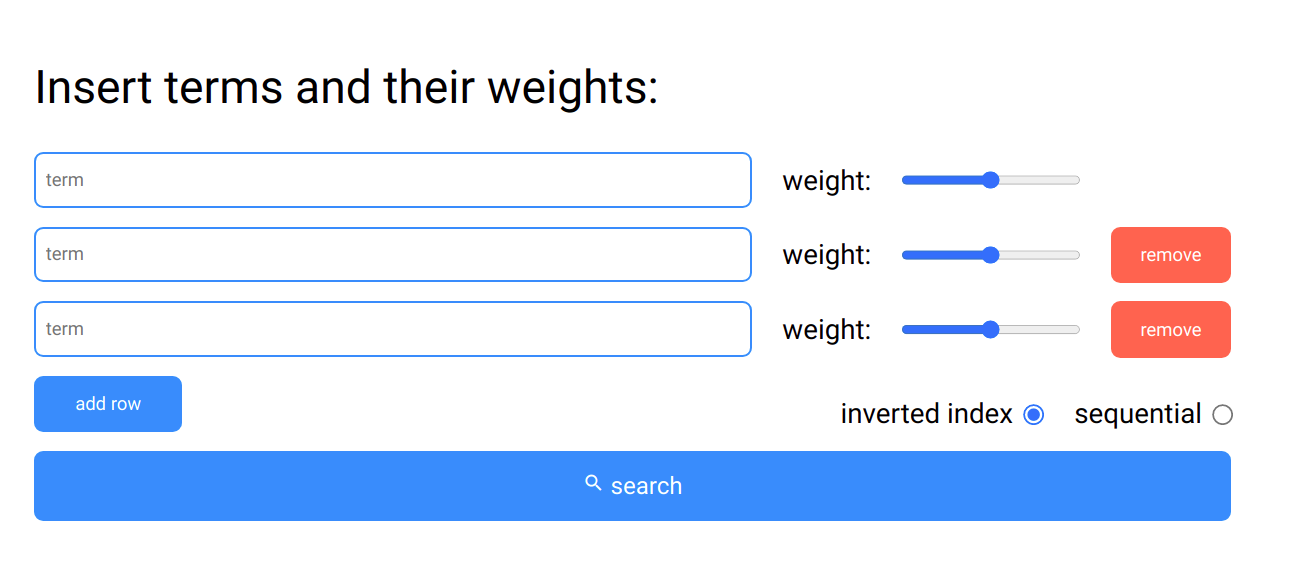 Insert terms and their weights:
term weight:
term weight: remove
term weight: remove
add row
inverted index sequential
search